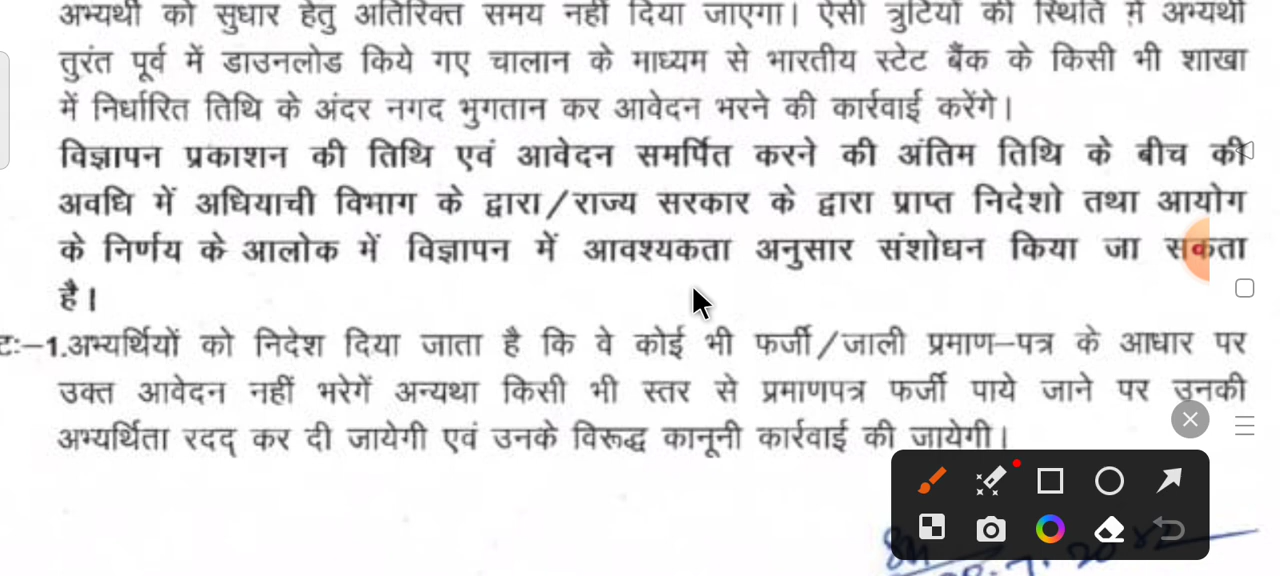 अभ्यर्थी को सुधार हेतु अतिरिक्त समय नहीं दिया जाएगा। ऐसी त्रुटियों की स्थिति में अभ्यर्थी
तुरंत पूर्व में डाउनलोड किये गए चालान के माध्यम से भारतीय स्टेट बैंक के किसी भी शाखा
में निर्धारित तिथि के अंदर नगद भुगतान कर आवेदन भरने की कार्रवाई करेंगे।
विज्ञापन प्रकाशन की तिथि एवं आवेदन समर्पित करने की अंतिम तिथि के बीच की
अवधि में अधियाची विभाग के द्वारा/राज्य सरकार के द्वारा प्राप्त निदेशो तथा आयोग
के निर्णय के आलोक में विज्ञापन में आवश्यकता अनुसार संशोधन किया जा सकता
है।
टः–1.अभ्यर्थियों को निदेश दिया जाता है कि वे कोई भी फर्जी/जाली प्रमाण–पत्र के आधार पर
उक्त आवेदन नहीं भरेगें अन्यथा किसी भी स्तर से प्रमाणपत्र फर्जी पाये जाने पर उनकी
अभ्यर्थिता रदद् कर दी जायेगी एवं उनके विरूद्ध कानूनी कार्रवाई की जायेगी।